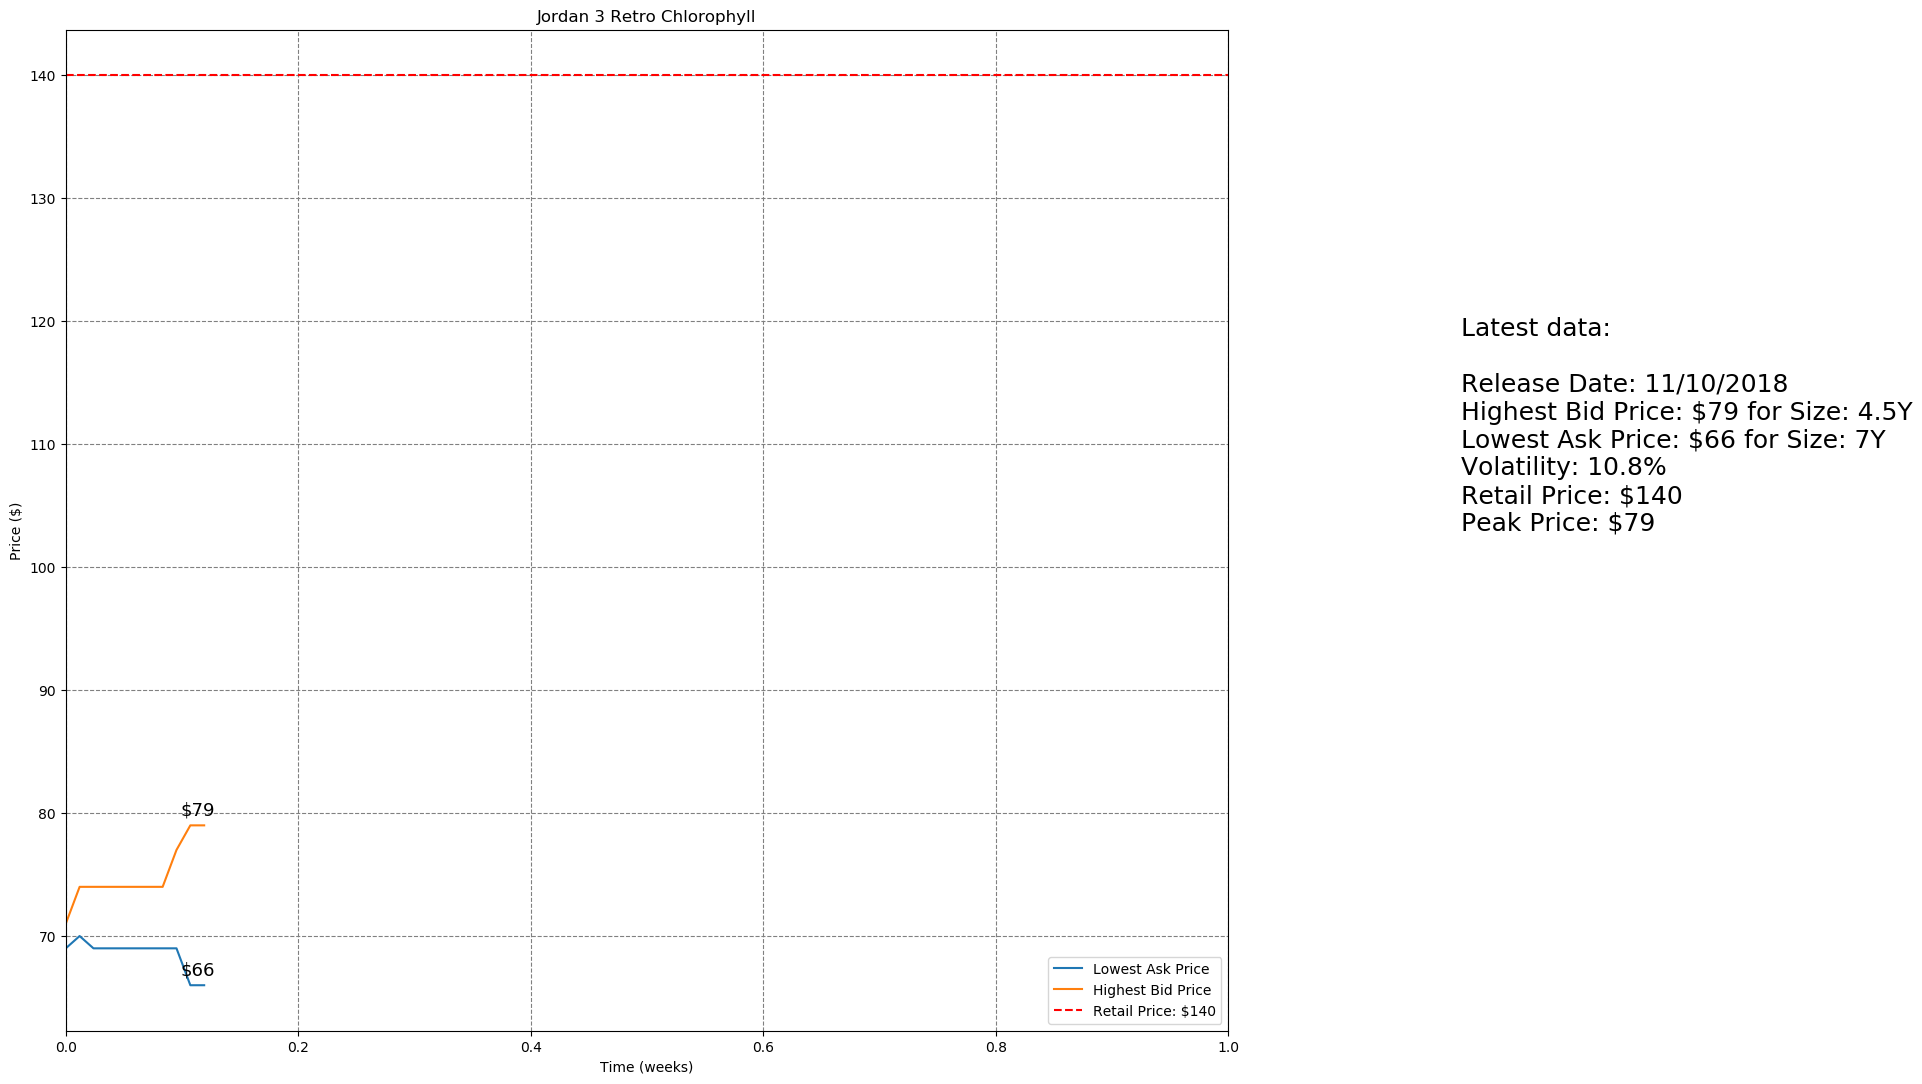 Jordan 3 Retro Chlorophyll
140
130
120
110
100
90
80
70
Price ($)
$79
$66
Lowest Ask Price
Highest Bid Price
Retail Price: $140
0.0 0.2 0.4 0.6 0.8 1.0
Time (weeks)
Latest data:
Release Date: 11/10/2018
Highest Bid Price: $79 for Size: 4.5Y
Lowest Ask Price: $66 for Size: 7Y
Volatility: 10.8%
Retail Price: $140
Peak Price: $79